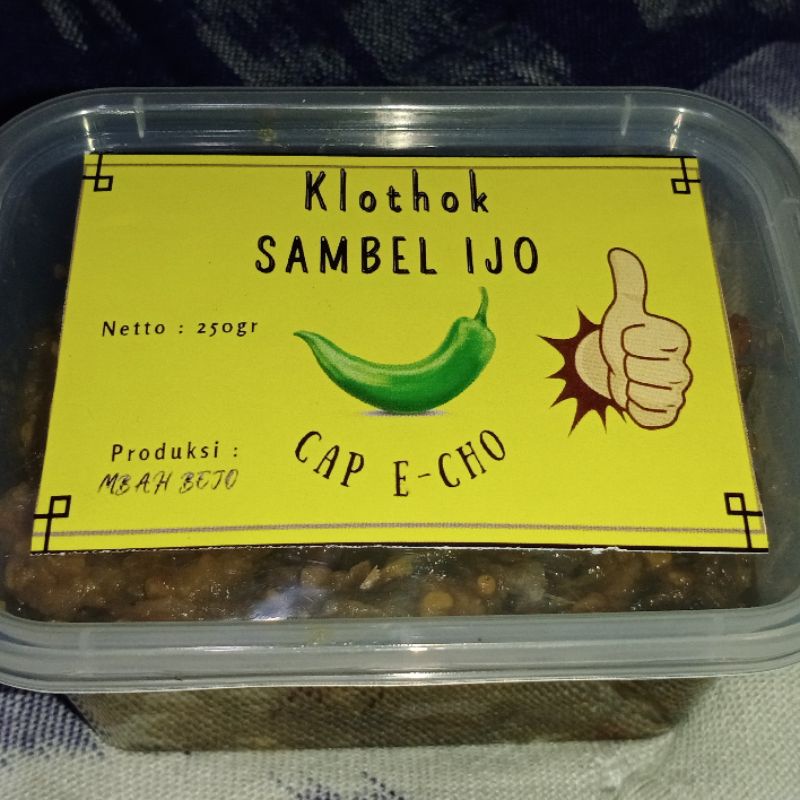 Klothok
SAMBEL IJO
Netto : 250gr
CAP E-CHO
Produksi :
MBAH BEJO